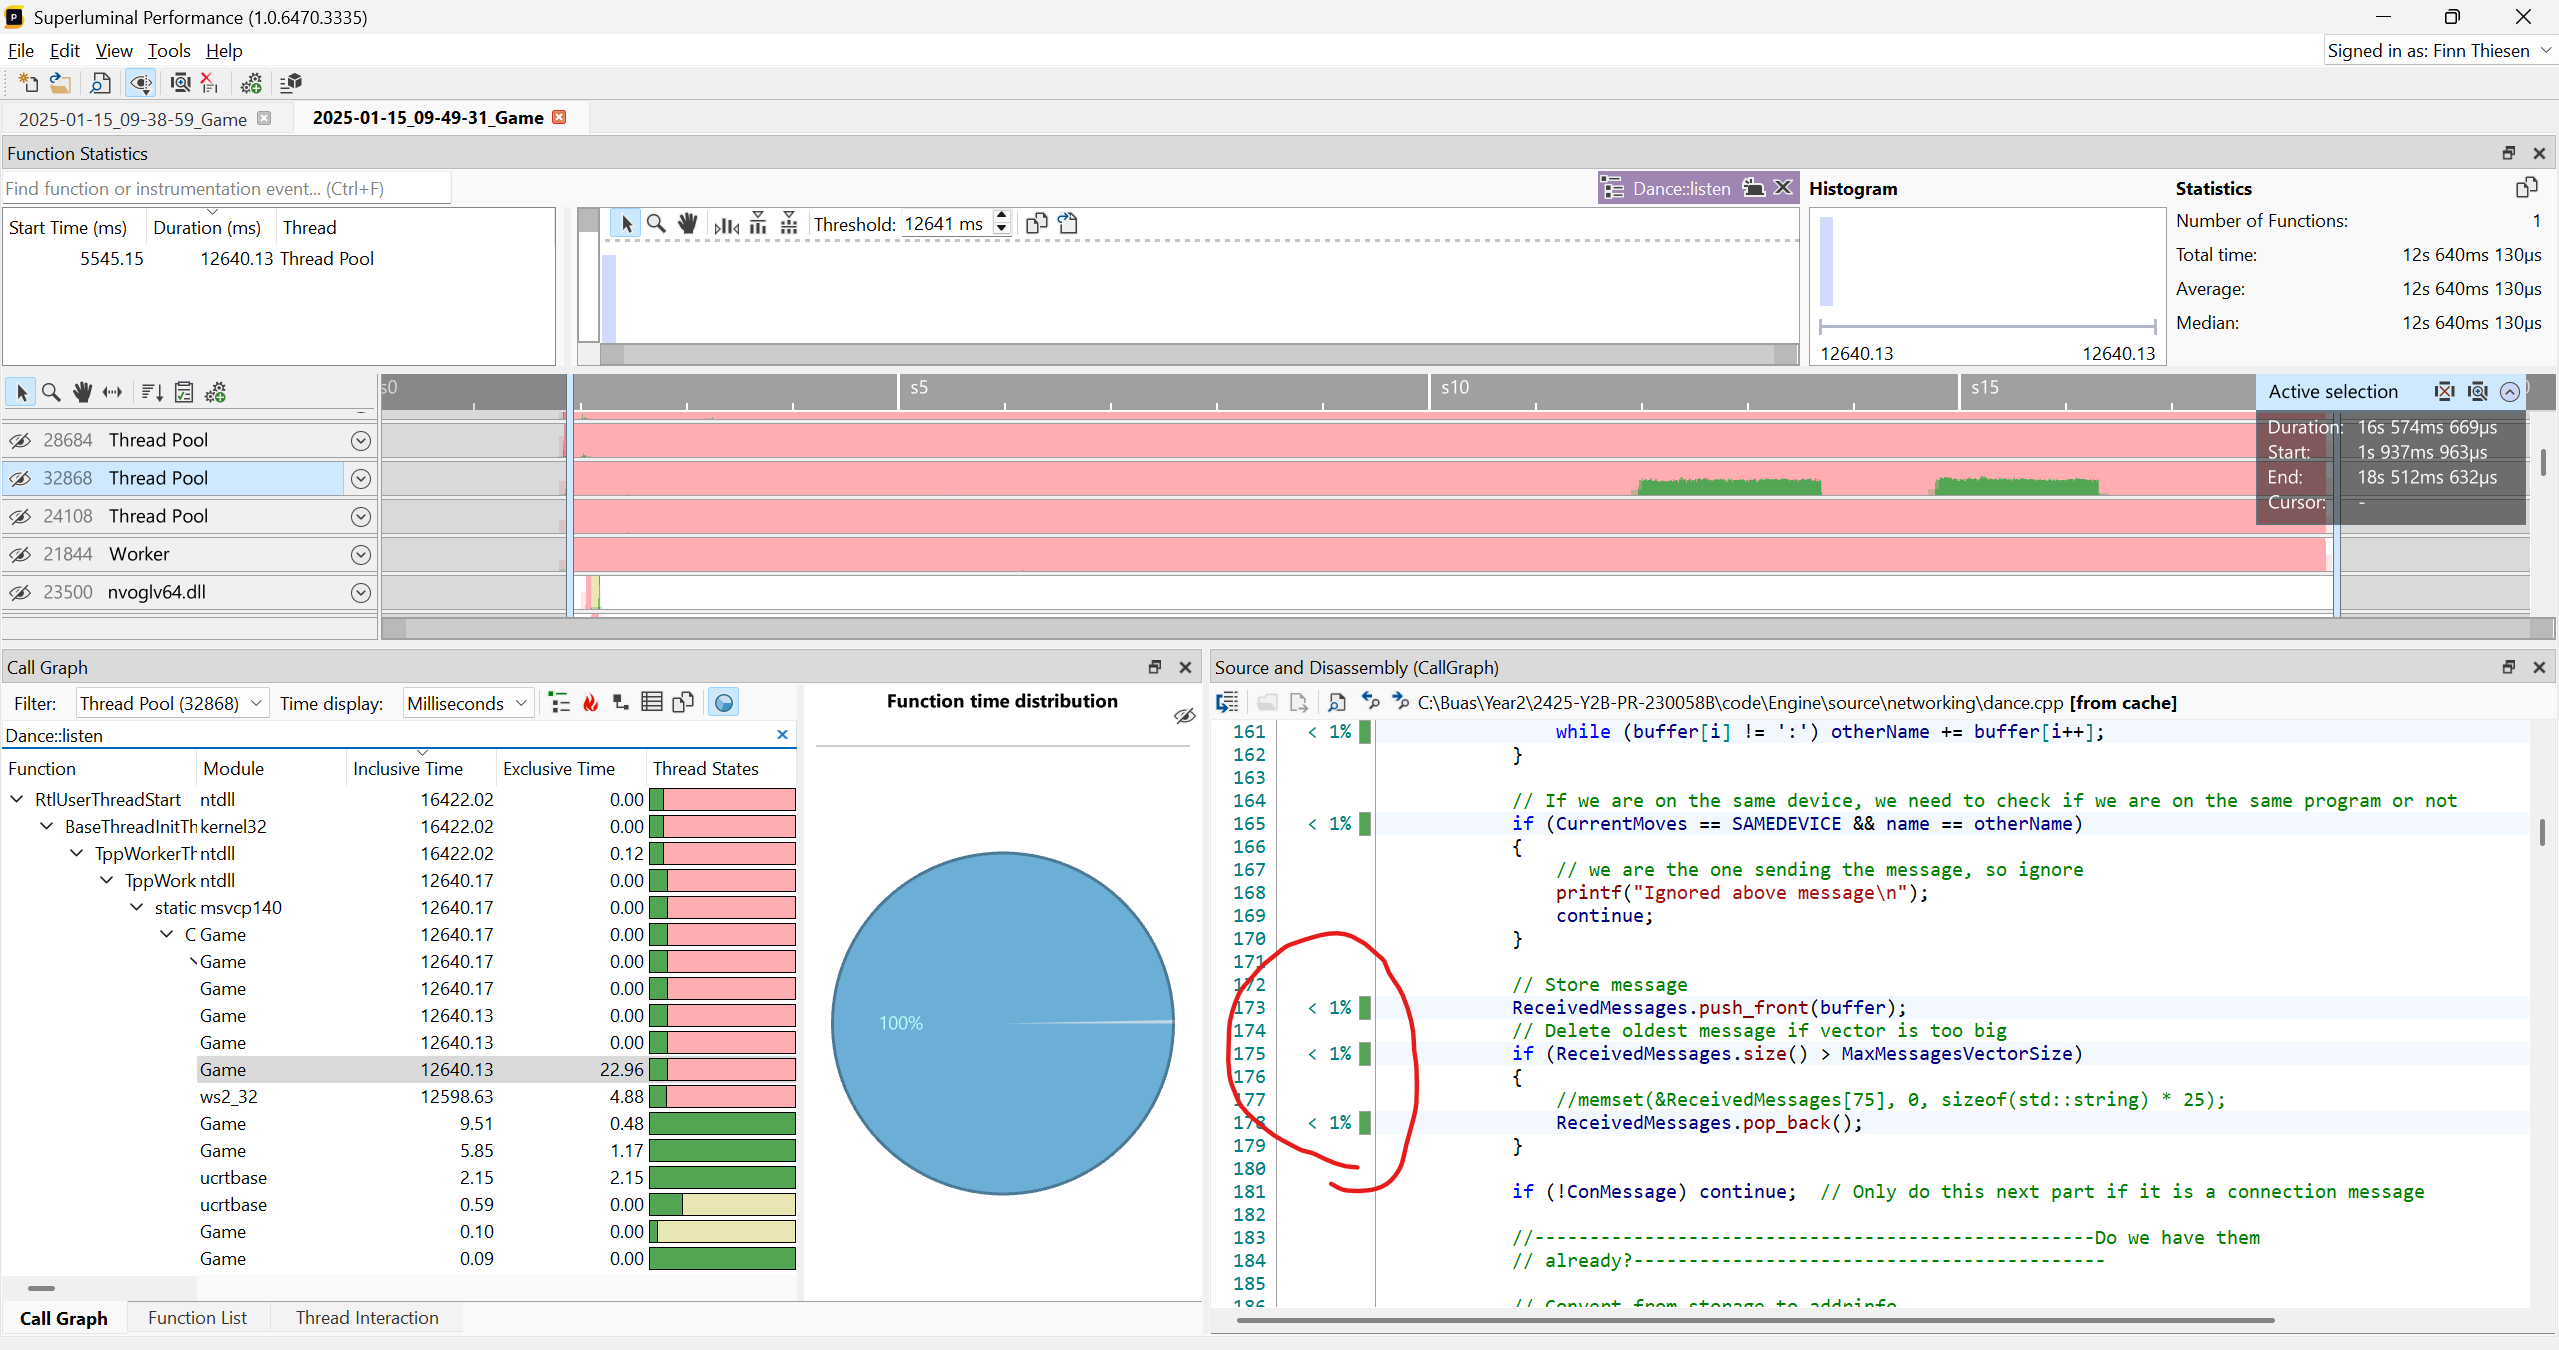 Superluminal Performance (1.0.6470.3335)
File Edit View Tools Help
Signed in as: Finn Thiesen
2025-01-15_09-38-59_Game
2025-01-15_09-49-31_Game
Function Statistics
Find function or instrumentation event... (Ctrl+F)
Dance::listen
Histogram
Statistics
Start Time (ms) Duration (ms) Thread
5545.15 12640.13 Thread Pool
Threshold: 12641 ms
12640.13 12640.13
Number of Functions: 1
Total time: 12s 640ms 130µs
Average: 12s 640ms 130µs
Median: 12s 640ms 130µs
s0 s5 s10 s15
Active selection
Duration: 16s 574ms 669µs
Start: 1s 937ms 963µs
End: 18s 512ms 632µs
Cursor: -
28684 Thread Pool
32868 Thread Pool
24108 Thread Pool
21844 Worker
23500 nvoglv64.dll
Call Graph
Filter: Thread Pool (32868) Time display: Milliseconds
Dance::listen
Function Module Inclusive Time Exclusive Time Thread States
RtlUserThreadStart ntdll 16422.02 0.00
BaseThreadInitTh kernel32 16422.02 0.00
TppWorkerTh ntdll 16422.02 0.12
TppWork ntdll 12640.17 0.00
static msvcp140 12640.17 0.00
C Game 12640.17 0.00
Game 12640.17 0.00
Game 12640.17 0.00
Game 12640.13 0.00
Game 12640.13 0.00
Game 12640.13 22.96
ws2_32 12598.63 4.88
Game 9.51 0.48
Game 5.85 1.17
ucrtbase 2.15 2.15
ucrtbase 0.59 0.00
Game 0.10 0.00
Game 0.09 0.00
Call Graph Function List Thread Interaction
Function time distribution
100%
Source and Disassembly (CallGraph)
C:\Buas\Year2\2425-Y2B-PR-230058B\code\Engine\source\networking\dance.cpp [from cache]
161 < 1% while (buffer[i] != ':') otherName += buffer[i++];
162 }
163
164 // If we are on the same device, we need to check if we are on the same program or not
165 < 1% if (CurrentMoves == SAMEDEVICE && name == otherName)
166 {
167 // we are the one sending the message, so ignore
168 printf("Ignored above message\n");
169 continue;
170 }
171
172 // Store message
173 < 1% ReceivedMessages.push_front(buffer);
174 // Delete oldest message if vector is too big
175 < 1% if (ReceivedMessages.size() > MaxMessagesVectorSize)
176 {
177 //memset(&ReceivedMessages[75], 0, sizeof(std::string) * 25);
178 < 1% ReceivedMessages.pop_back();
179 }
180
181 if (!ConMessage) continue; // Only do this next part if it is a connection message
182
183 //---------------------------------------------------Do we have them
184 // already?-------------------------------------------
185
186 // Convert from storage to addrinfo